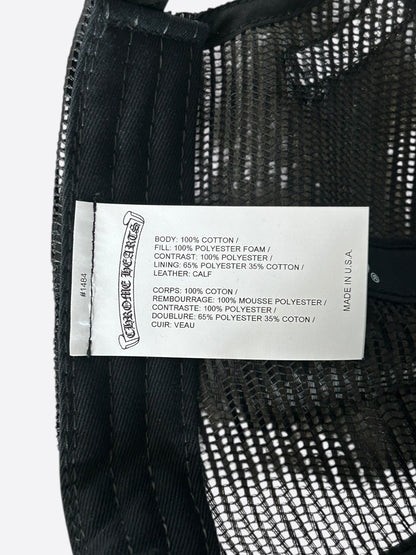 #1484
CHROME HEARTS
BODY: 100% COTTON /
FILL: 100% POLYESTER FOAM /
CONTRAST: 100% POLYESTER /
LINING: 65% POLYESTER 35% COTTON /
LEATHER: CALF
CORPS: 100% COTON /
REMBOURRAGE: 100% MOUSSE POLYESTER /
CONTRASTE: 100% POLYESTER /
DOUBLURE: 65% POLYESTER 35% COTON /
CUIR: VEAU
MADE IN U.S.A.
®